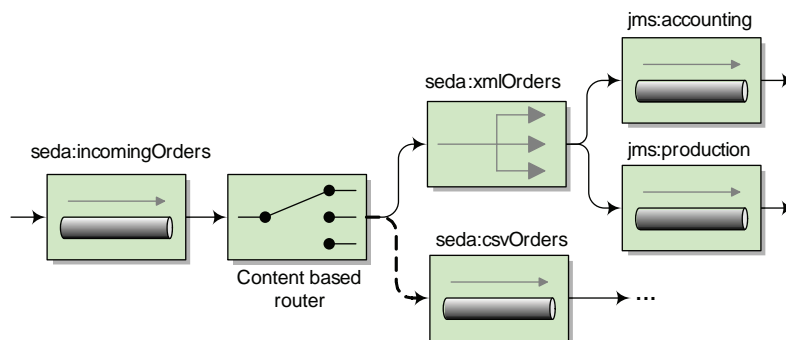 jms:accounting
seda:xmlOrders
seda:incomingOrders
jms:production
seda:csvOrders
Content based
router
...